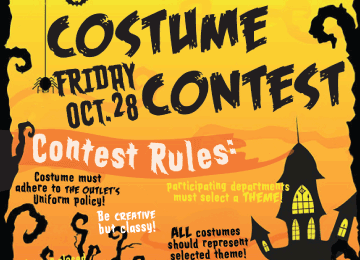 COSTUME
FRIDAY
OCT. 28
CONTEST
Contest Rules:
Costume must
adhere to THE OUTLET'S
Uniform policy!
participating departments
must select a THEME!
Be CREATIVE
but classy!
ALL costumes
should represent
selected theme!